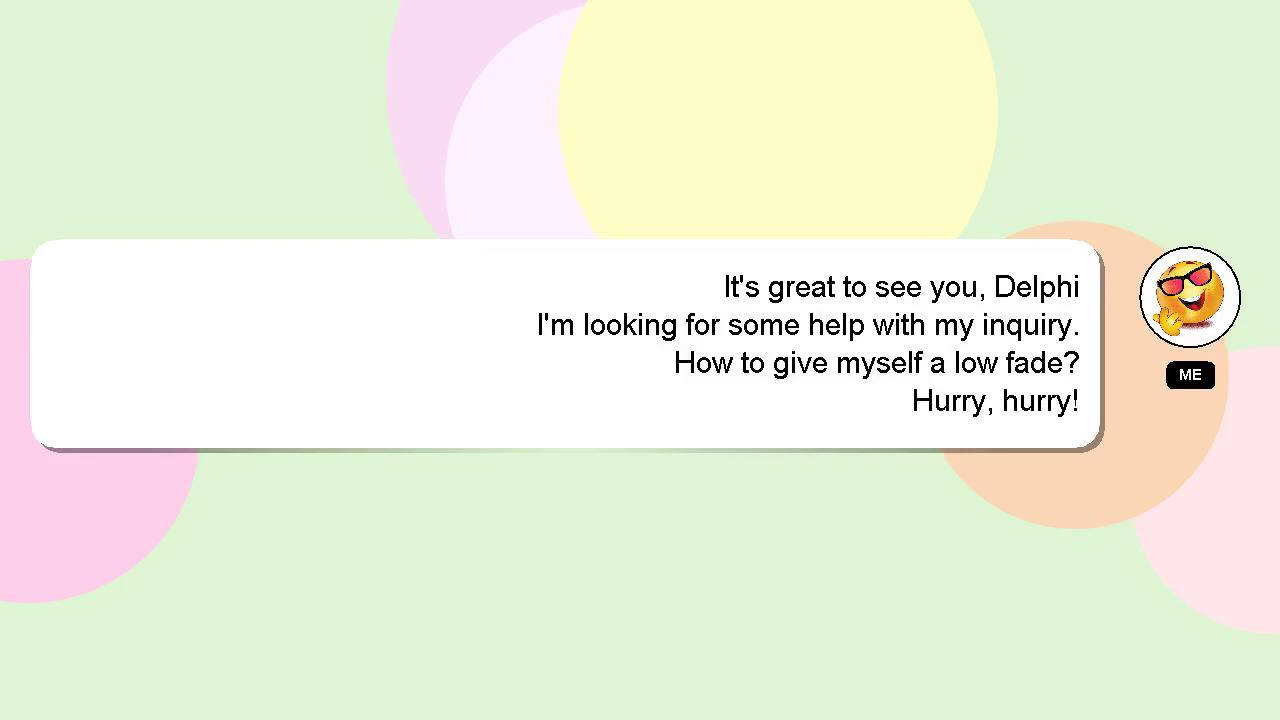 It's great to see you, Delphi
I'm looking for some help with my inquiry.
How to give myself a low fade?
Hurry, hurry!
ME